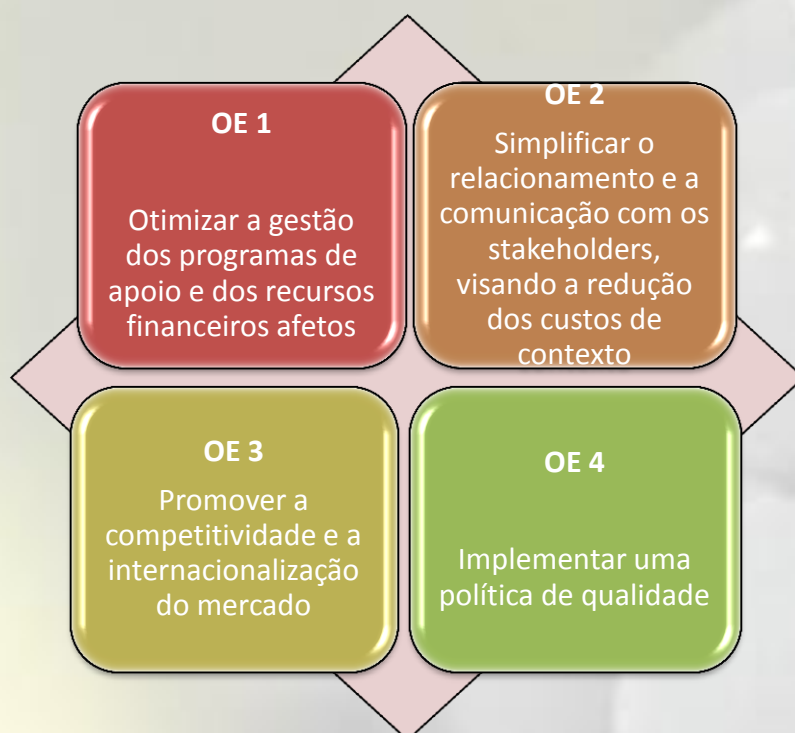 OE 1
Otimizar a gestão
dos programas de
apoio e dos recursos
financeiros afetos
OE 2
Simplificar o
relacionamento e a
comunicação com os
stakeholders,
visando a redução
dos custos de
contexto
OE 3
Promover a
competitividade e a
internacionalização
do mercado
OE 4
Implementar uma
política de qualidade